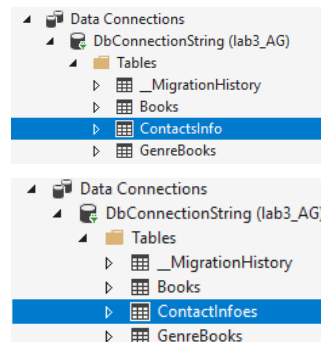 Data Connections
DbConnectionString (lab3_AG)
Tables
__MigrationHistory
Books
ContactsInfo
GenreBooks
Data Connections
DbConnectionString (lab3_AG)
Tables
__MigrationHistory
Books
ContactInfoes
GenreBooks